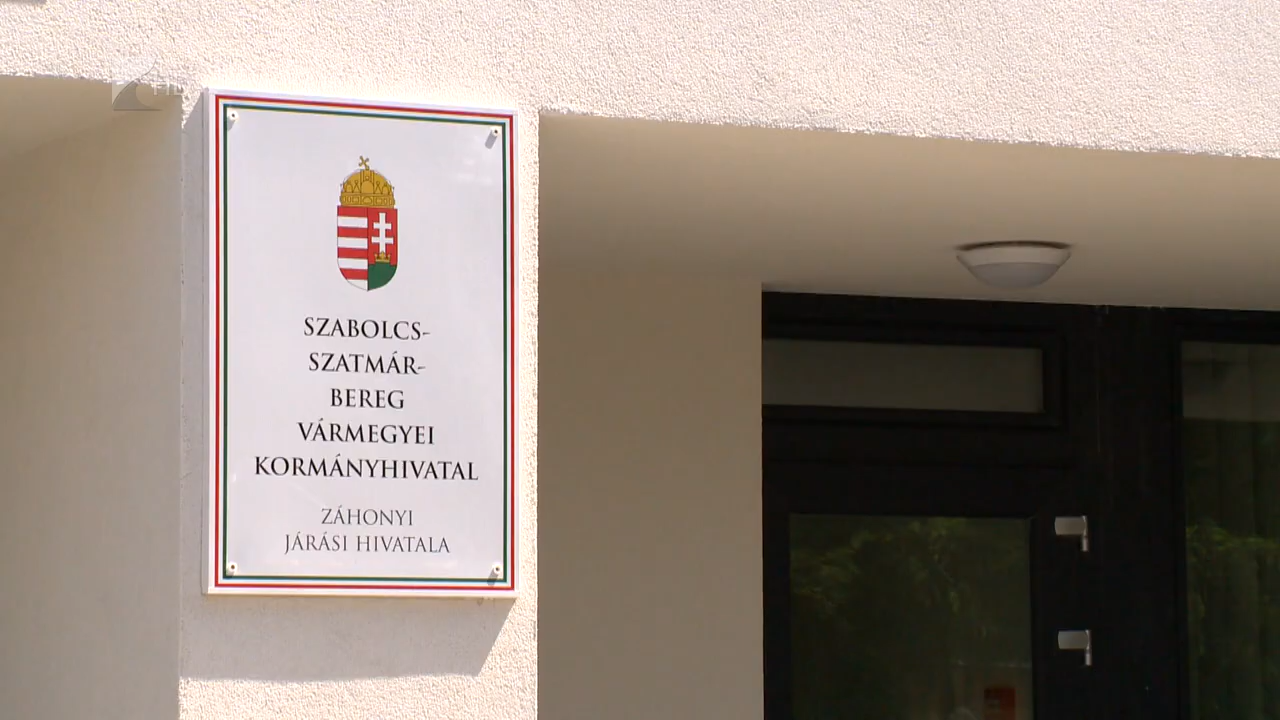 SZABOLCS-
SZATMÁR-
BEREG
VÁRMEGYEI
KORMÁNYHIVATAL
ZÁHONYI
JÁRÁSI HIVATALA